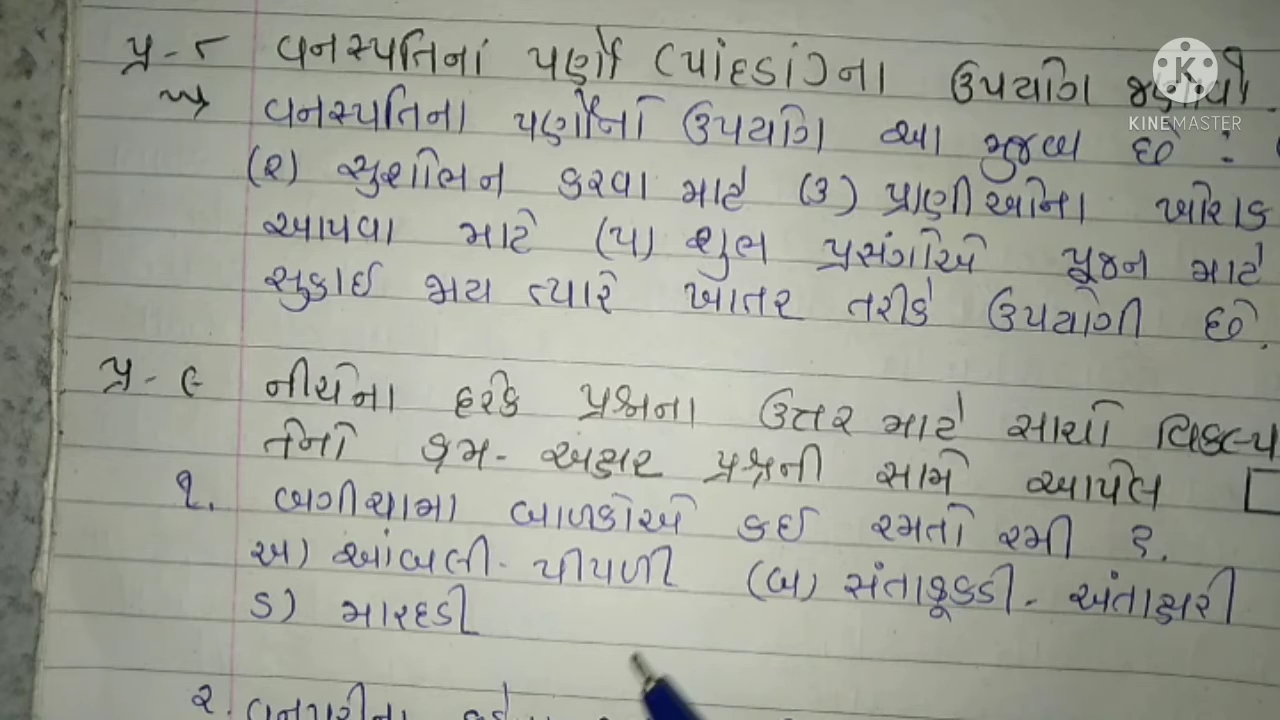 પ્ર-૮ વનસ્પતિનાં પર્ણો (પાંદડાં)ના ઉપયોગ જણાવો.
વનસ્પતિના પર્ણોનો ઉપયોગ આ મુજબ છે :
(૨) સુશોભન કરવા માટે (૩) પ્રાણીઓના ખોરાક
આપવા માટે (૫) શુભ પ્રસંગોએ પૂજન માટે
સુકાઈ જાય ત્યારે ખાતર તરીકે ઉપયોગી છે.
પ્ર-૯ નીચેના દરેક પ્રશ્નના ઉત્તર માટે સાચો વિકલ્પ
તેનો ક્રમ-અક્ષર પ્રશ્નની સામે આપેલ
૧. બગીચામા બાળકોએ કઈ રમતો રમી ?.
અ) આંબલી-પીપળી (બ) સંતાકૂકડી-અંતાક્ષરી
ડ) મારદડી
૨.
KINEMASTER